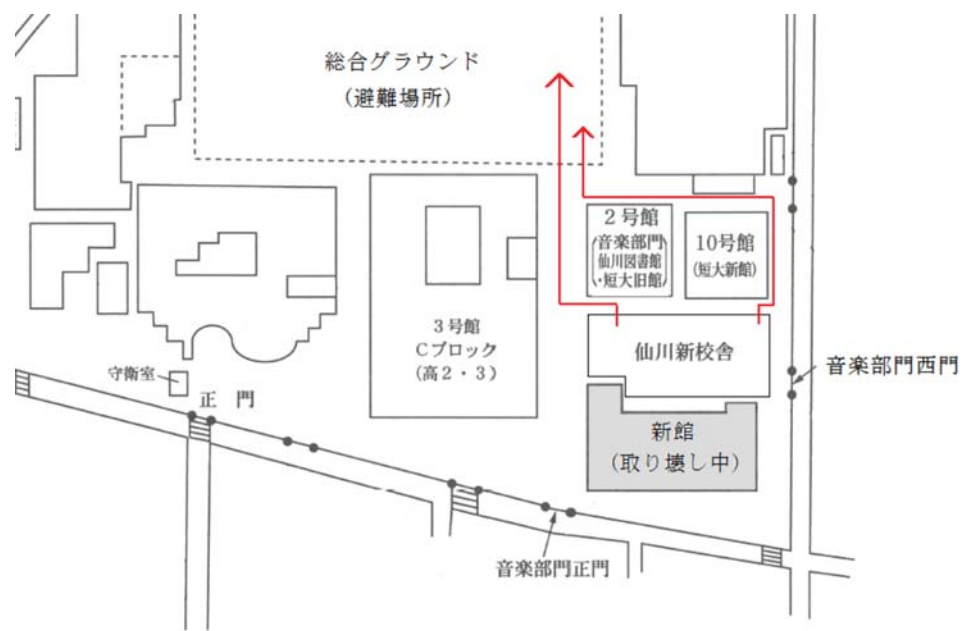 総合グラウンド
（避難場所）
2号館
（音楽部門
仙川図書館
・短大旧館）
10号館
（短大新館）
3号館
Cブロック
（高2・3）
仙川新校舎
音楽部門西門
守衛室
正 門
新館
（取り壊し中）
音楽部門正門